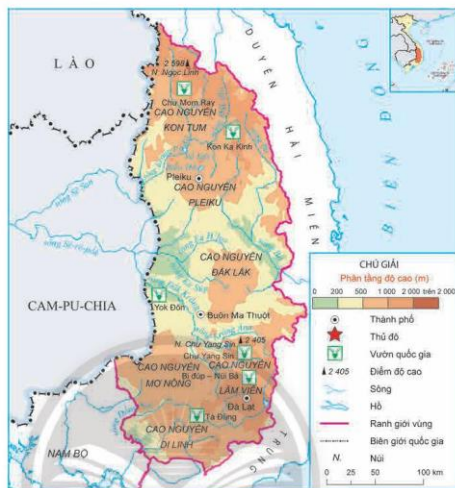 LÀO
2 598
N. Ngọc Linh
Chư Mom Ray
CAO NGUYÊN
KON TUM
Kon Ka Kinh
Pleiku
CAO NGUYÊN
PLEIKU
DUYÊN HẢI MIỀN
TRUNG
BIỂN ĐÔNG
CAM-PU-CHIA
CAO NGUYÊN
ĐẮK LẮK
Yok Đôn
Buôn Ma Thuột
N. Chư Yang Sin
2 405
Chư Yang Sin
CAO NGUYÊN
MƠ NÔNG
CAO NGUYÊN
Bi đúp – Núi Bà
LÂM VIÊN
Đà Lạt
Tà Đùng
CAO NGUYÊN
DI LINH
NAM BỘ
CHÚ GIẢI
Phân tầng độ cao (m)
200 500 1 000 2 000 trên
2 000
Thành phố
Thủ đô
Vườn quốc gia
2 405 Điểm độ cao
Sông
Hồ
Ranh giới vùng
Biên giới quốc gia
N. Núi
0 50 100 km